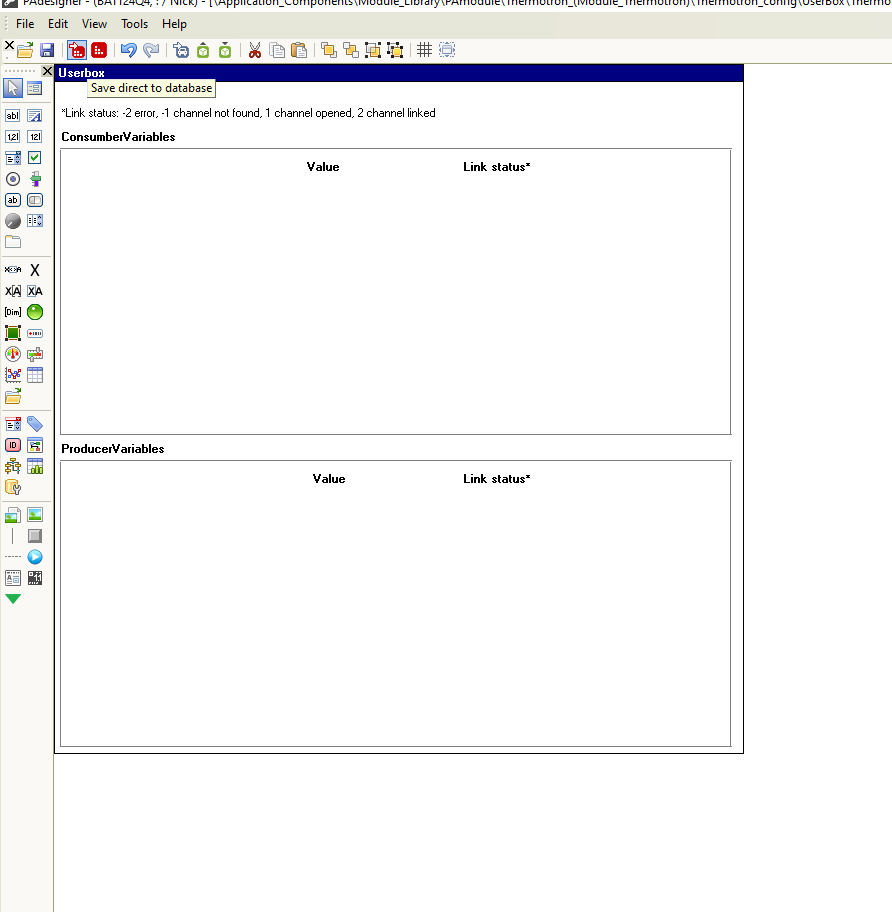 PAdesigner - (BAT124Q4, : / Nick) - [\Application_Components\Module_Library\PAmodule\Thermotron_(Module_Thermotron)\Thermotron_config\UserBox\Thermo
File Edit View Tools Help
Userbox
Save direct to database
*Link status: -2 error, -1 channel not found, 1 channel opened, 2 channel linked
ConsumberVariables
Value Link status*
ProducerVariables
Value Link status*